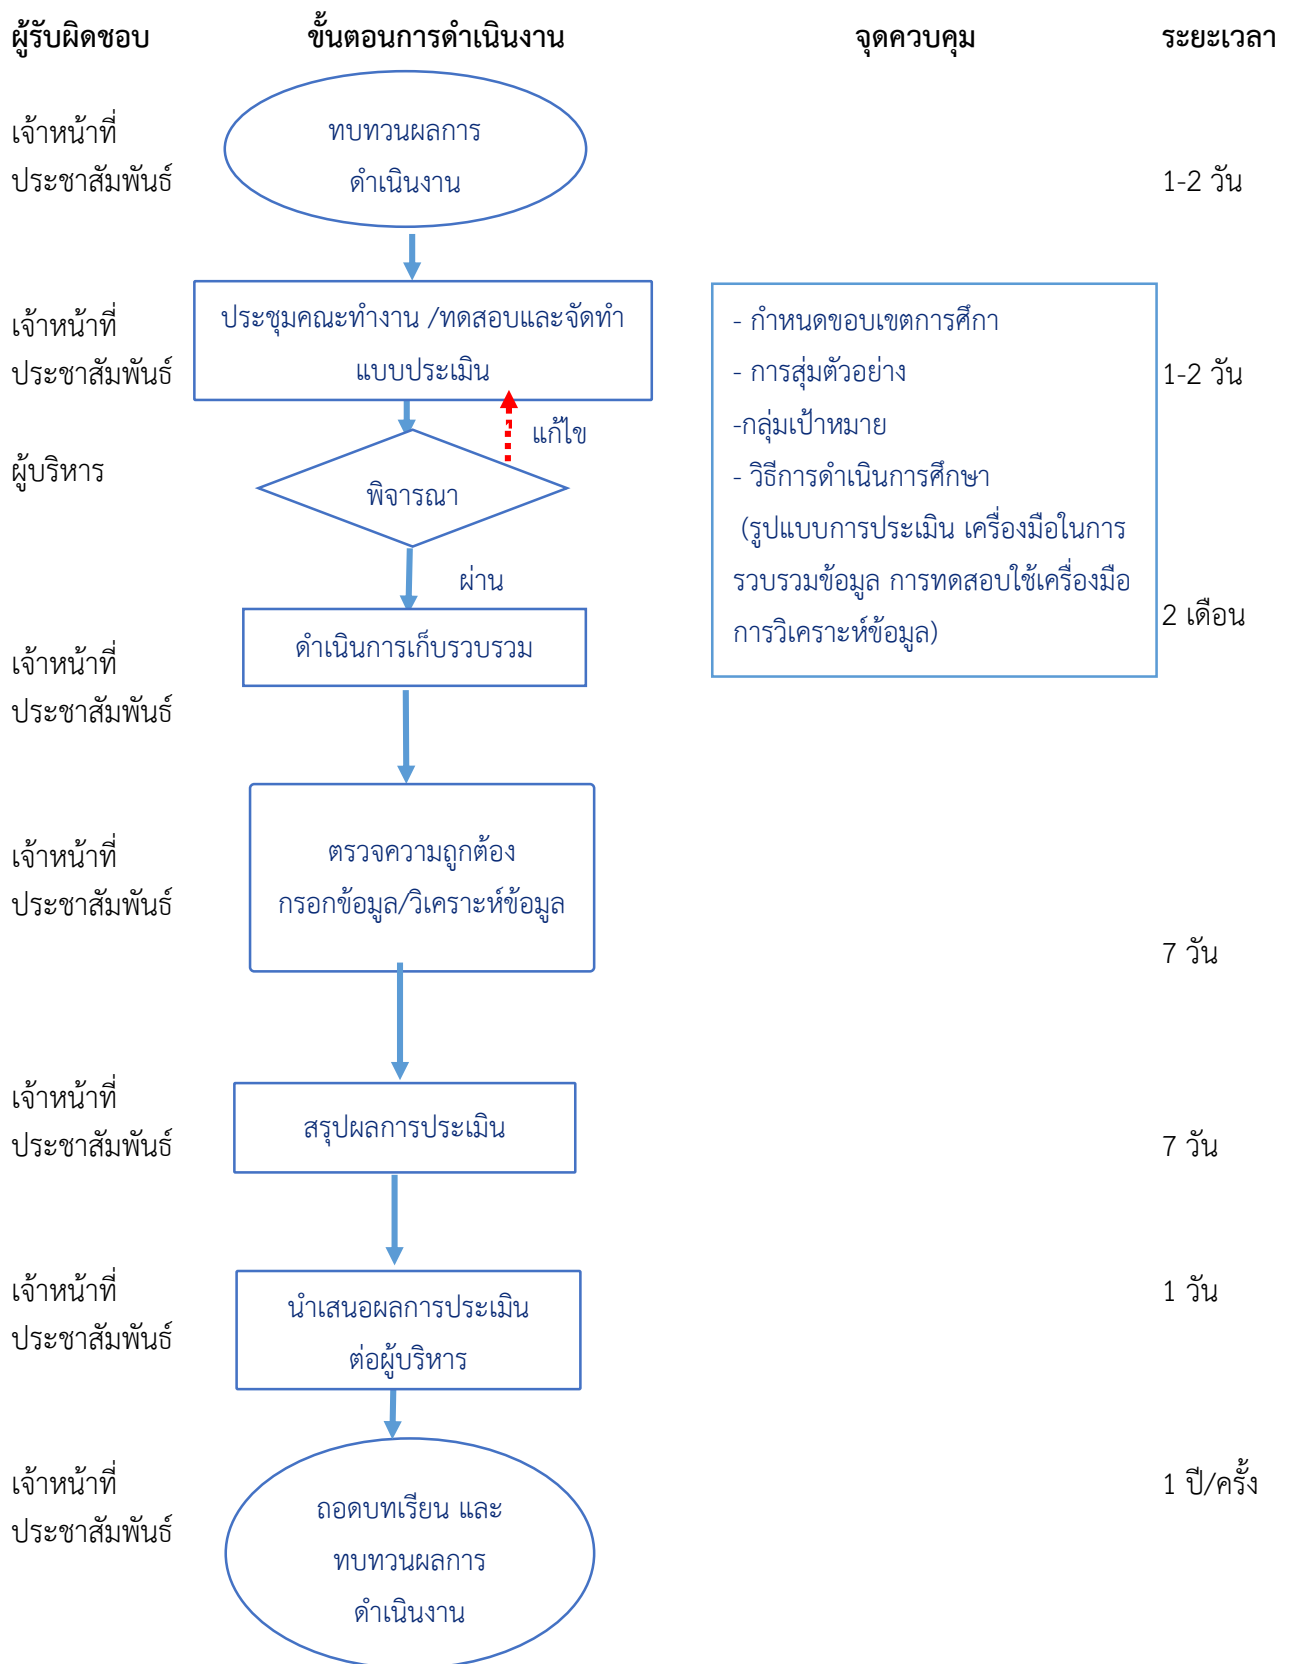 ผู้รับผิดชอบ ขั้นตอนการดำเนินงาน จุดควบคุม ระยะเวลา
เจ้าหน้าที่
ประชาสัมพันธ์
ทบทวนผลการ
ดำเนินงาน
1-2 วัน
เจ้าหน้าที่
ประชาสัมพันธ์
ประชุมคณะทำงาน /ทดสอบและจัดทำ
แบบประเมิน
- กำหนดขอบเขตการศึกา
- การสุ่มตัวอย่าง
-กลุ่มเป้าหมาย
- วิธีการดำเนินการศึกษา
(รูปแบบการประเมิน เครื่องมือในการ
รวบรวมข้อมูล การทดสอบใช้เครื่องมือ
การวิเคราะห์ข้อมูล)
1-2 วัน
แก้ไข
ผู้บริหาร
พิจารณา
ผ่าน
2 เดือน
เจ้าหน้าที่
ประชาสัมพันธ์
ดำเนินการเก็บรวบรวม
เจ้าหน้าที่
ประชาสัมพันธ์
ตรวจความถูกต้อง
กรอกข้อมูล/วิเคราะห์ข้อมูล
7 วัน
เจ้าหน้าที่
ประชาสัมพันธ์
สรุปผลการประเมิน
7 วัน
เจ้าหน้าที่
ประชาสัมพันธ์
นำเสนอผลการประเมิน
ต่อผู้บริหาร
1 วัน
เจ้าหน้าที่
ประชาสัมพันธ์
ถอดบทเรียน และ
ทบทวนผลการ
ดำเนินงาน
1 ปี/ครั้ง